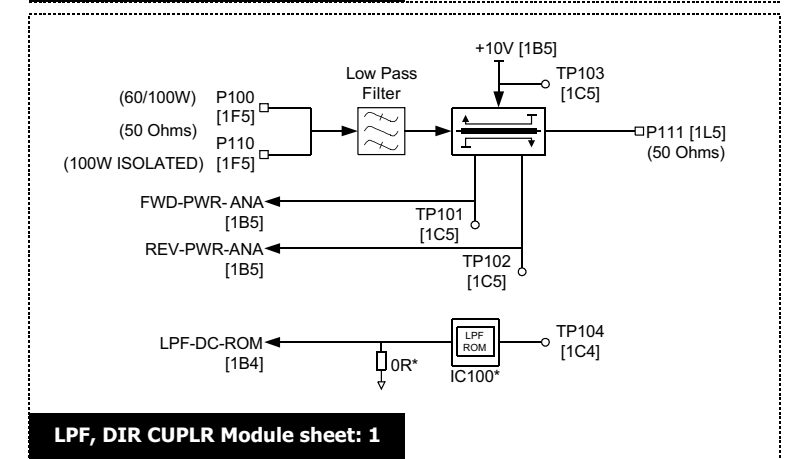 +10V [1B5]
TP103
[1C5]
Low Pass
Filter
(60/100W)
P100
[1F5]
(50 Ohms)
P110
[1F5]
(100W ISOLATED)
P111 [1L5]
(50 Ohms)
FWD-PWR- ANA
[1B5]
TP101
[1C5]
REV-PWR-ANA
[1B5]
TP102
[1C5]
LPF-DC-ROM
[1B4]
0R*
LPF
ROM
IC100*
TP104
[1C4]
LPF, DIR CUPLR Module sheet: 1